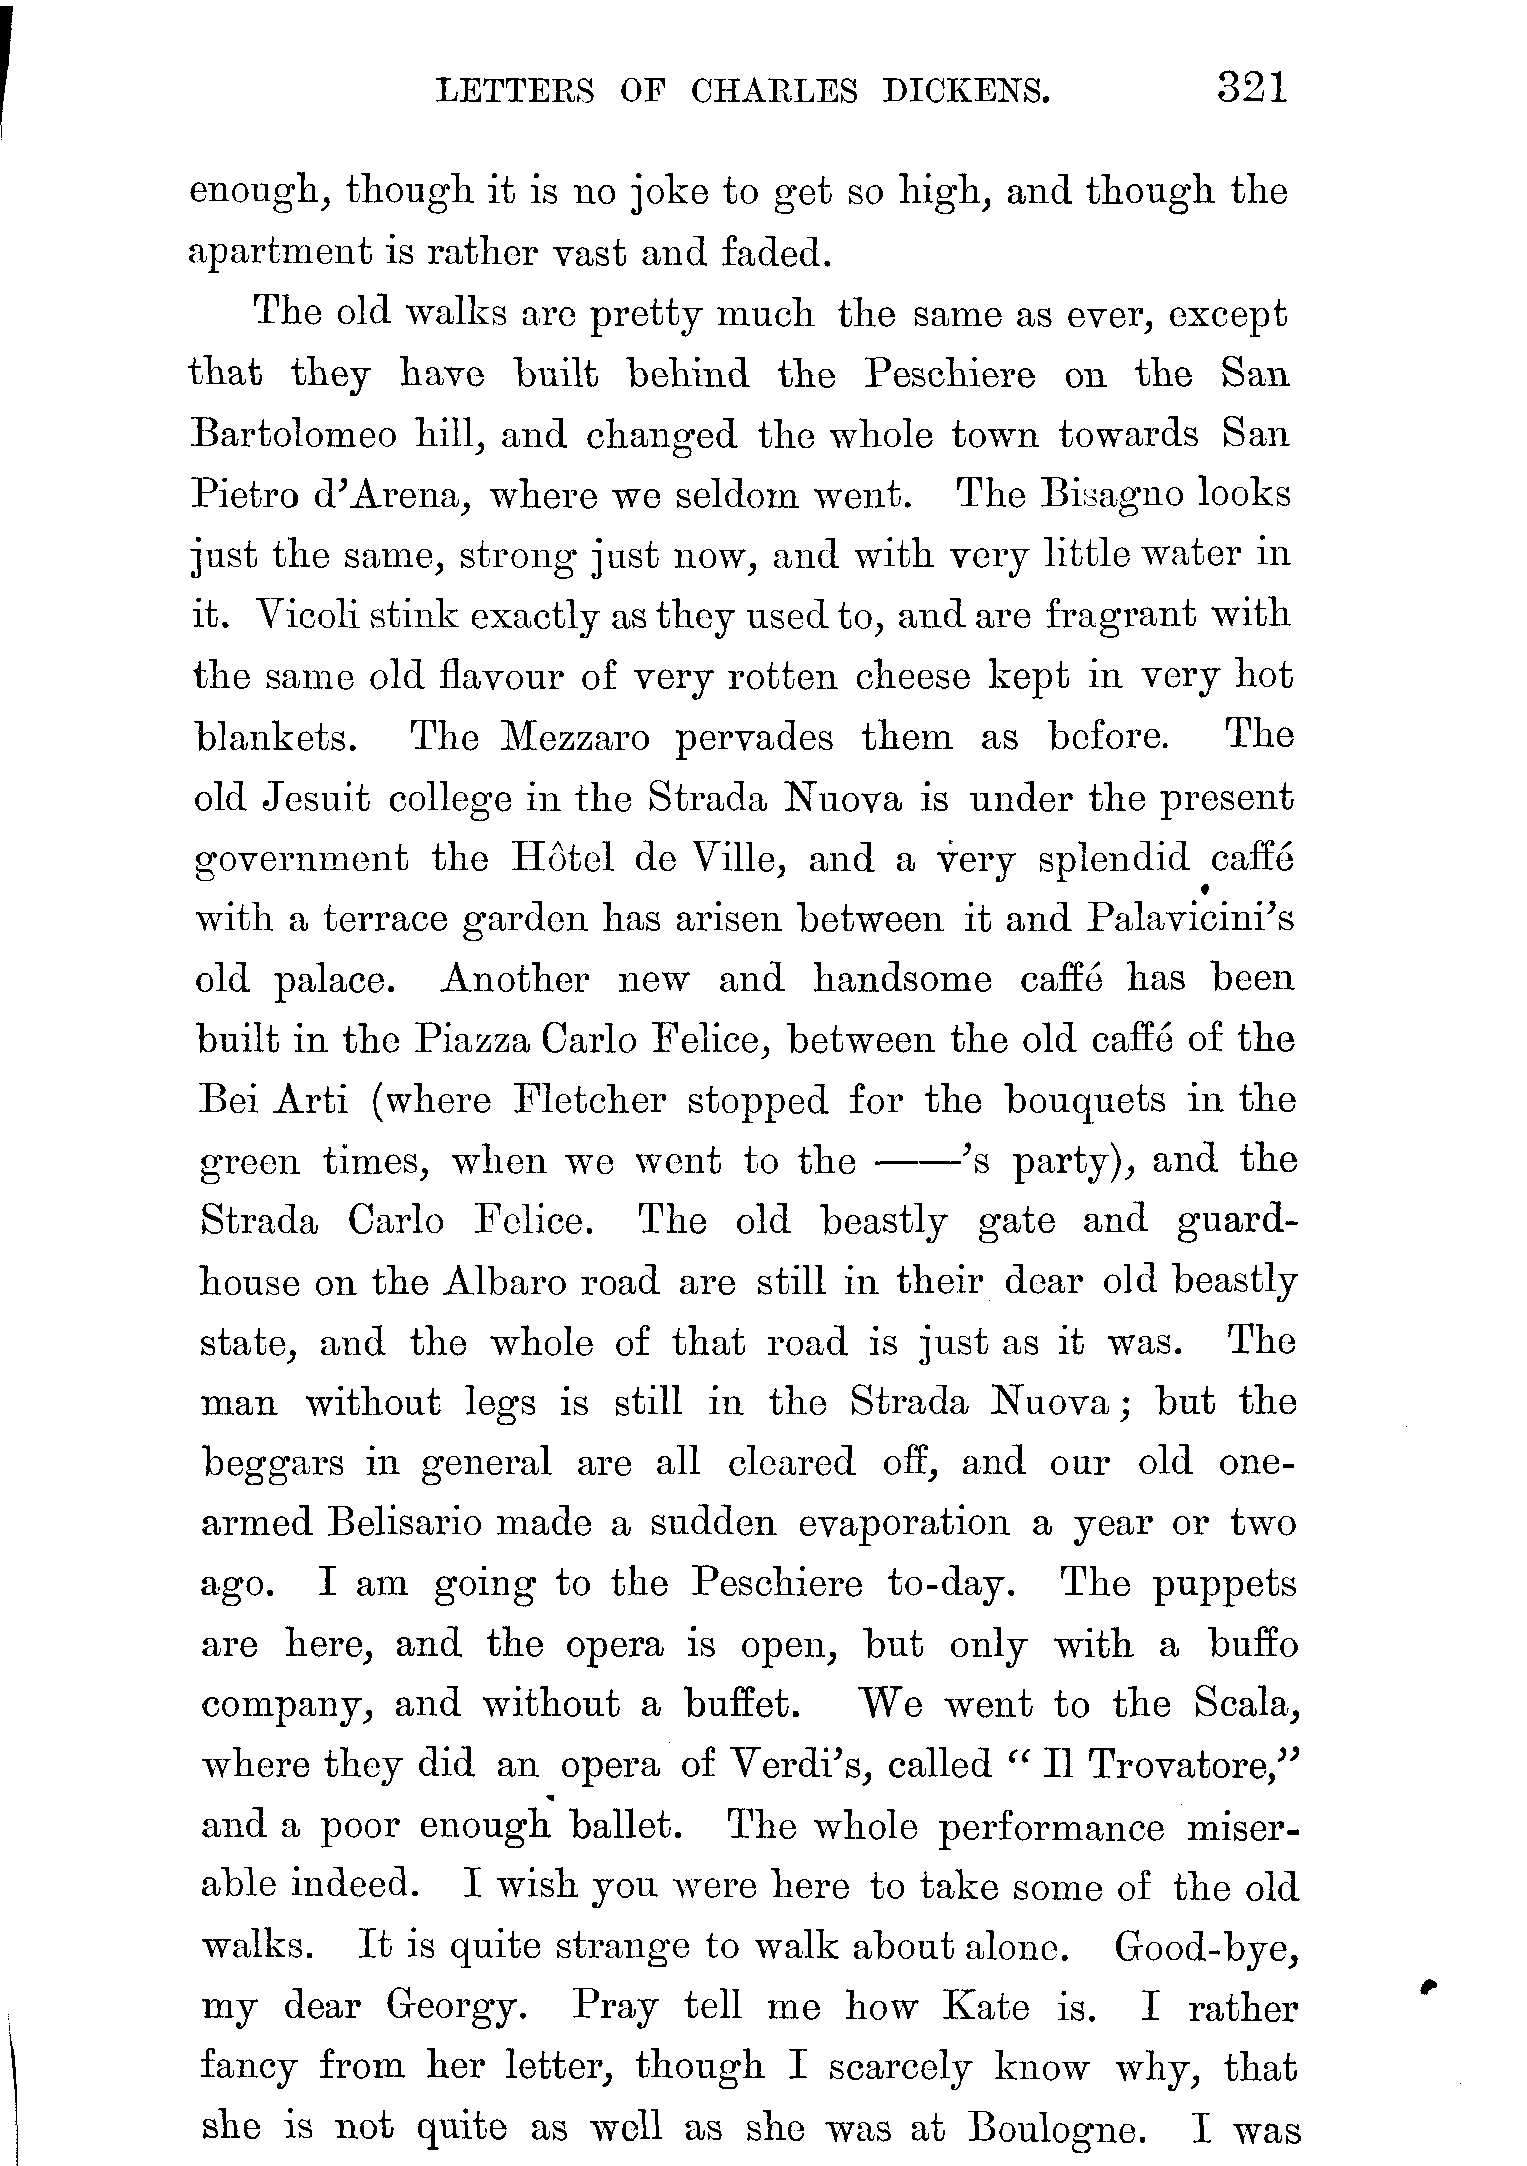 LETTERS OF CHARLES DICKENS. 321
enough, though it is no joke to get so high, and though the
apartment is rather vast and faded.
The old walks are pretty much the same as ever, except
that they have built behind the Peschiere on the San
Bartolomeo hill, and changed the whole town towards San
Pietro d'Arena, where we seldom went. The Bisagno looks
just the same, strong just now, and with very little water in
it. Vicoli stink exactly as they used to, and are fragrant with
the same old flavour of very rotten cheese kept in very hot
blankets. The Mezzaro pervades them as before. The
old Jesuit college in the Strada Nuova is under the present
government the Hôtel de Ville, and a very splendid caffé
with a terrace garden has arisen between it and Palavicini's
old palace. Another new and handsome caffé has been
built in the Piazza Carlo Felice, between the old caffé of the
Bei Arti (where Fletcher stopped for the bouquets in the
green times, when we went to the ——'s party), and the
Strada Carlo Felice. The old beastly gate and guard-
house on the Albaro road are still in their dear old beastly
state, and the whole of that road is just as it was. The
man without legs is still in the Strada Nuova; but the
beggars in general are all cleared off, and our old one-
armed Belisario made a sudden evaporation a year or two
ago. I am going to the Peschiere to-day. The puppets
are here, and the opera is open, but only with a buffo
company, and without a buffet. We went to the Scala,
where they did an opera of Verdi's, called "Il Trovatore,"
and a poor enough ballet. The whole performance miser-
able indeed. I wish you were here to take some of the old
walks. It is quite strange to walk about alone. Good-bye,
my dear Georgy. Pray tell me how Kate is. I rather
fancy from her letter, though I scarcely know why, that
she is not quite as well as she was at Boulogne. I was